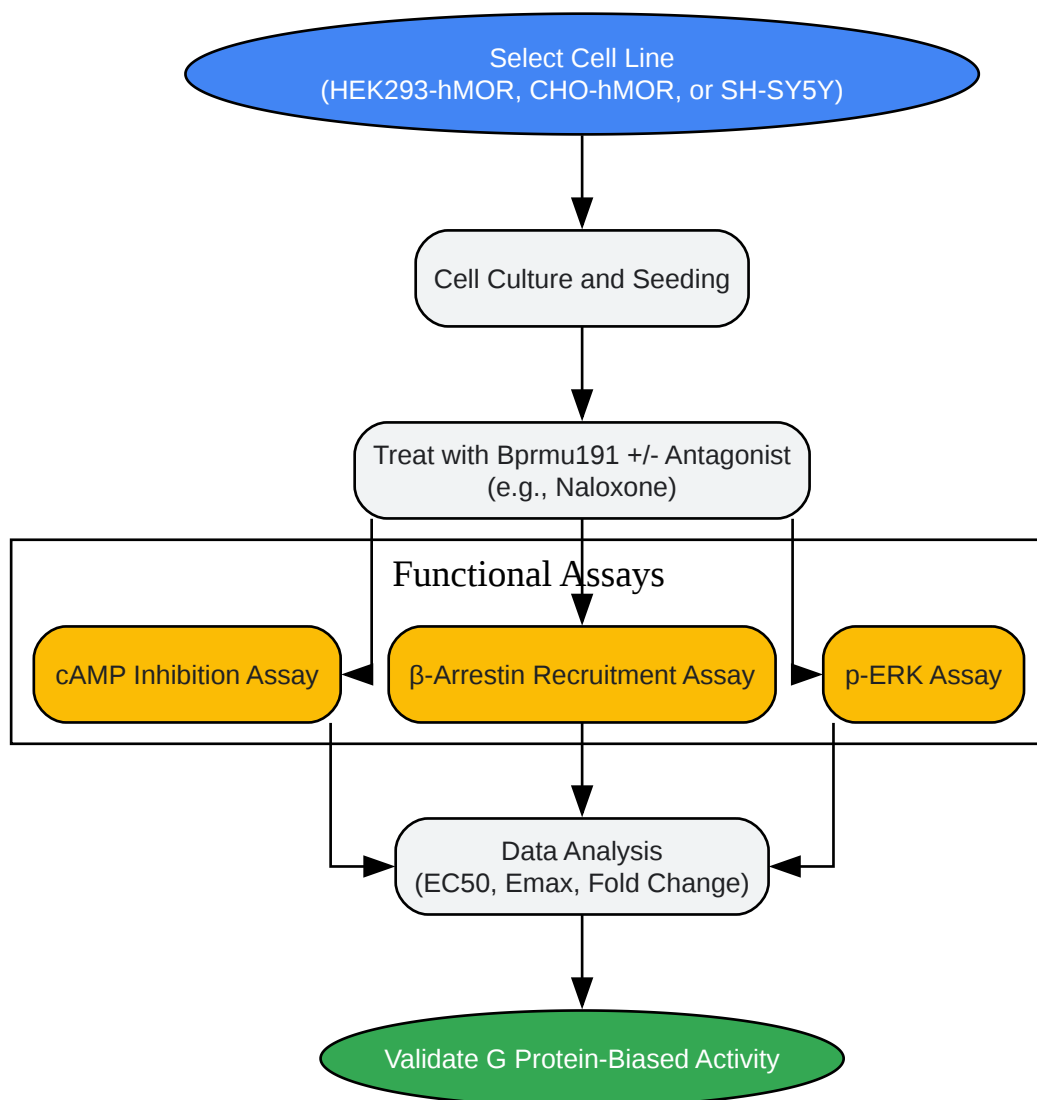 Select Cell Line
(HEK293-hMOR, CHO-hMOR, or SH-SY5Y)
Cell Culture and Seeding
Treat with Bprmu191 +/- Antagonist
(e.g., Naloxone)
Functional Assays
cAMP Inhibition Assay
β-Arrestin Recruitment Assay
p-ERK Assay
Data Analysis
(EC50, Emax, Fold Change)
Validate G Protein-Biased Activity